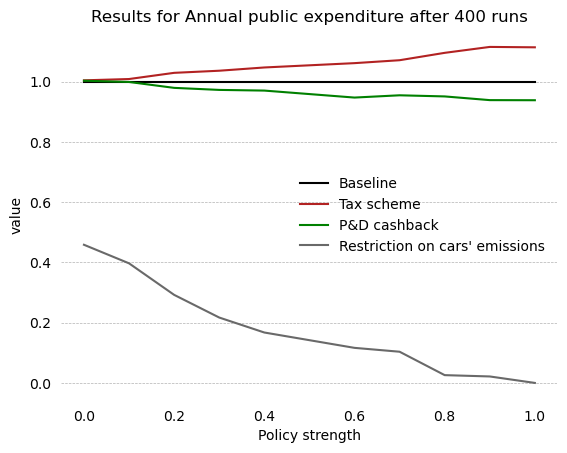 Results for Annual public expenditure after 400 runs
1.0
0.8
0.6
0.4
0.2
0.0
value
Baseline
Tax scheme
P&D cashback
Restriction on cars' emissions
0.0 0.2 0.4 0.6 0.8 1.0
Policy strength